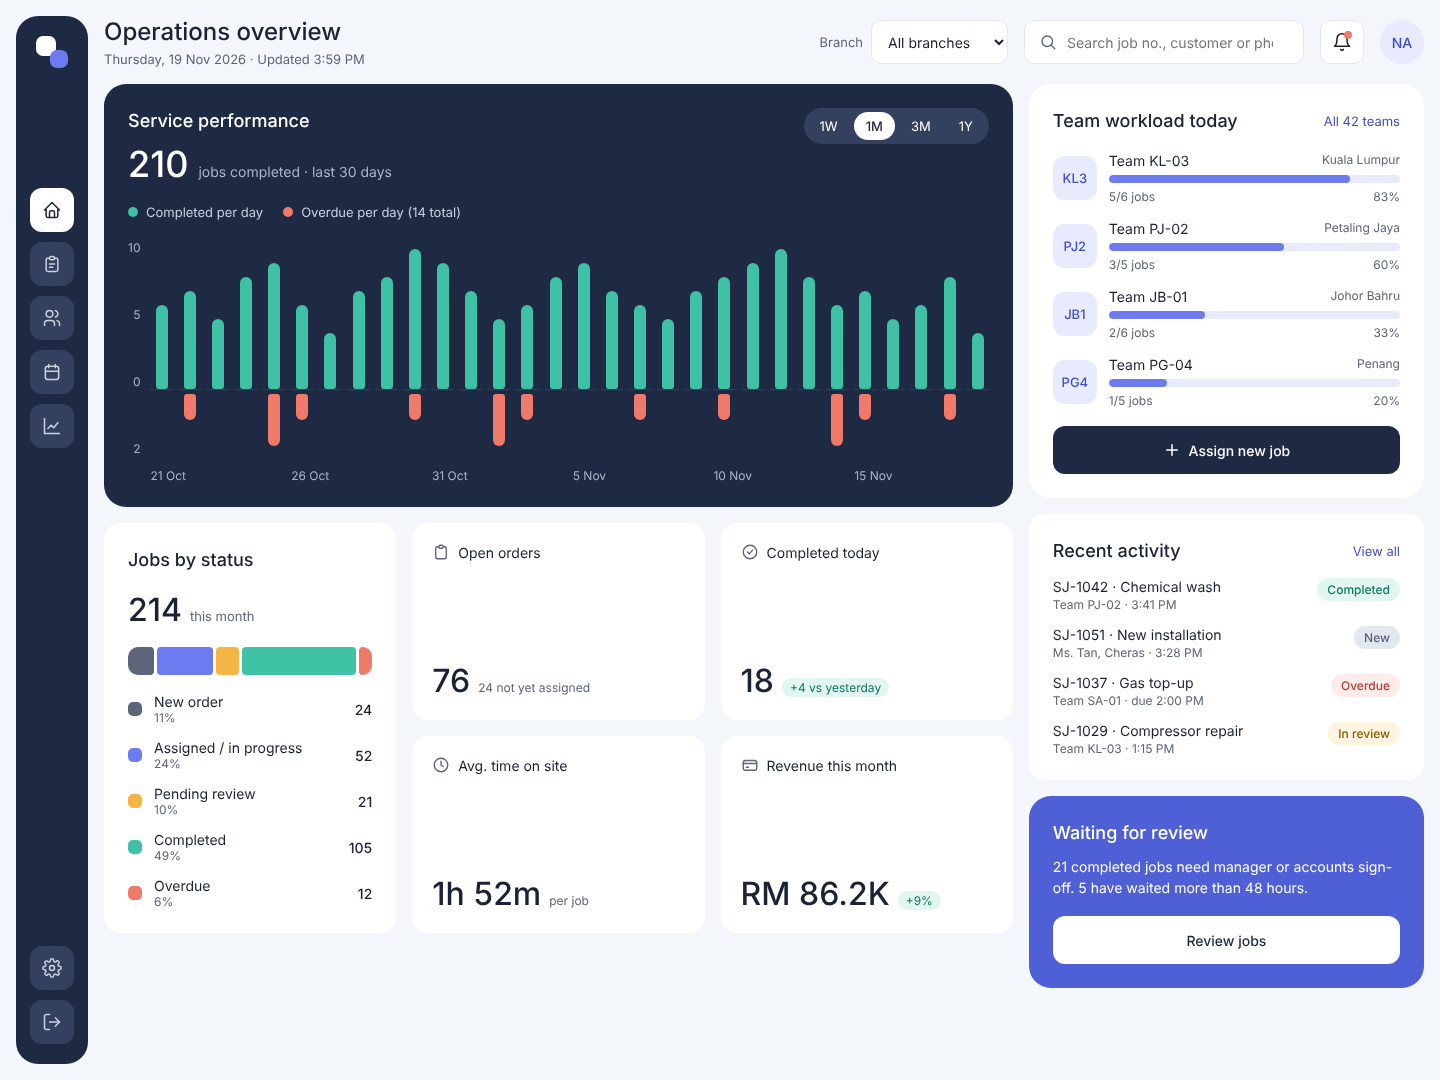 Operations overview
Thursday, 19 Nov 2026 · Updated 3:59 PM
Branch
All branches
Search job no., customer or pho
NA
Service performance
1W 1M 3M 1Y
210 jobs completed · last 30 days
Completed per day
Overdue per day (14 total)
10
5
0
2
21 Oct 26 Oct 31 Oct 5 Nov 10 Nov 15 Nov
Team workload today
All 42 teams
KL3
Team KL-03
Kuala Lumpur
5/6 jobs
83%
PJ2
Team PJ-02
Petaling Jaya
3/5 jobs
60%
JB1
Team JB-01
Johor Bahru
2/6 jobs
33%
PG4
Team PG-04
Penang
1/5 jobs
20%
Assign new job
Jobs by status
214 this month
New order
11%
24
Assigned / in progress
24%
52
Pending review
10%
21
Completed
49%
105
Overdue
6%
12
Open orders
76 24 not yet assigned
Completed today
18 +4 vs yesterday
Avg. time on site
1h 52m per job
Revenue this month
RM 86.2K +9%
Recent activity
View all
SJ-1042 · Chemical wash
Team PJ-02 · 3:41 PM
Completed
SJ-1051 · New installation
Ms. Tan, Cheras · 3:28 PM
New
SJ-1037 · Gas top-up
Team SA-01 · due 2:00 PM
Overdue
SJ-1029 · Compressor repair
Team KL-03 · 1:15 PM
In review
Waiting for review
21 completed jobs need manager or accounts sign-
off. 5 have waited more than 48 hours.
Review jobs